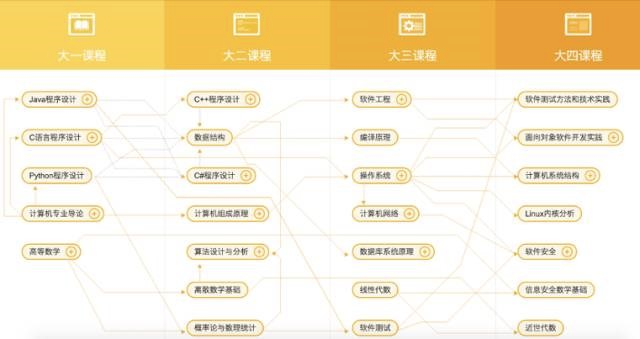 大一课程
大二课程
大三课程
大四课程
Java程序设计
C++程序设计
软件工程
软件测试方法和技术实践
C语言程序设计
数据结构
编译原理
面向对象软件开发实践
Python程序设计
C#程序设计
操作系统
计算机系统结构
计算机专业导论
计算机组成原理
计算机网络
Linux内核分析
高等数学
算法设计与分析
数据库系统原理
软件安全
离散数学基础
线性代数
信息安全数学基础
概率论与数理统计
软件测试
近世代数